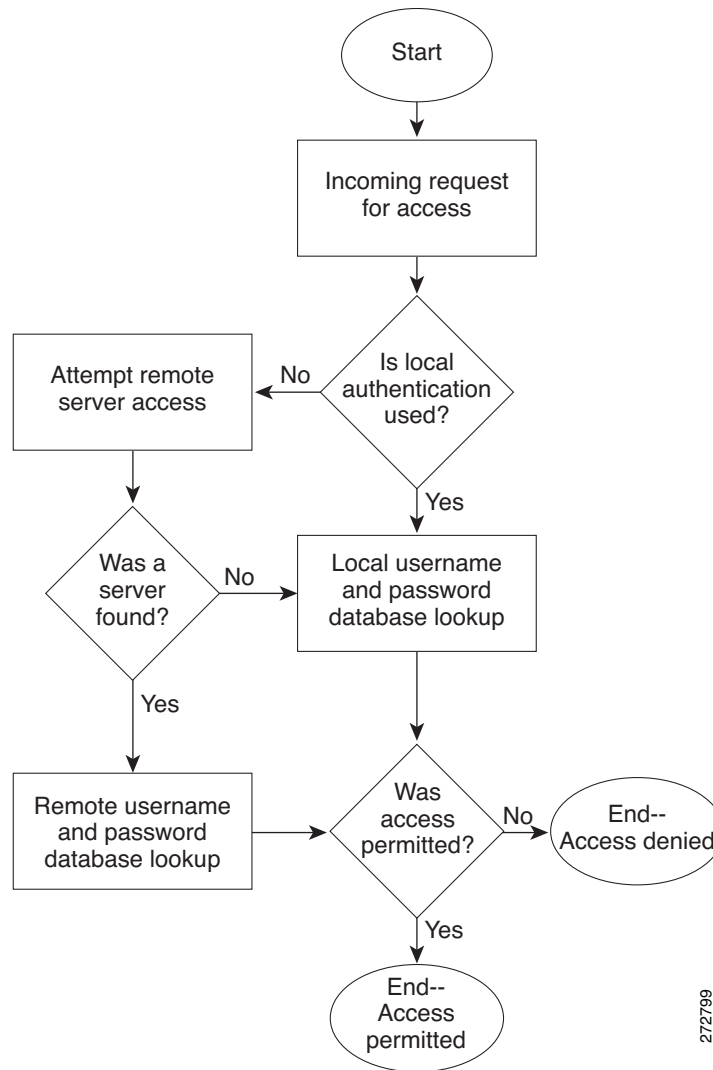 Start
Incoming request
for access
Is local
authentication
used?
No
Attempt remote
server access
Yes
Was a
server
found?
No
Local username
and password
database lookup
Yes
Remote username
and password
database lookup
Was
access
permitted?
No
End--
Access denied
Yes
End--
Access
permitted
272799